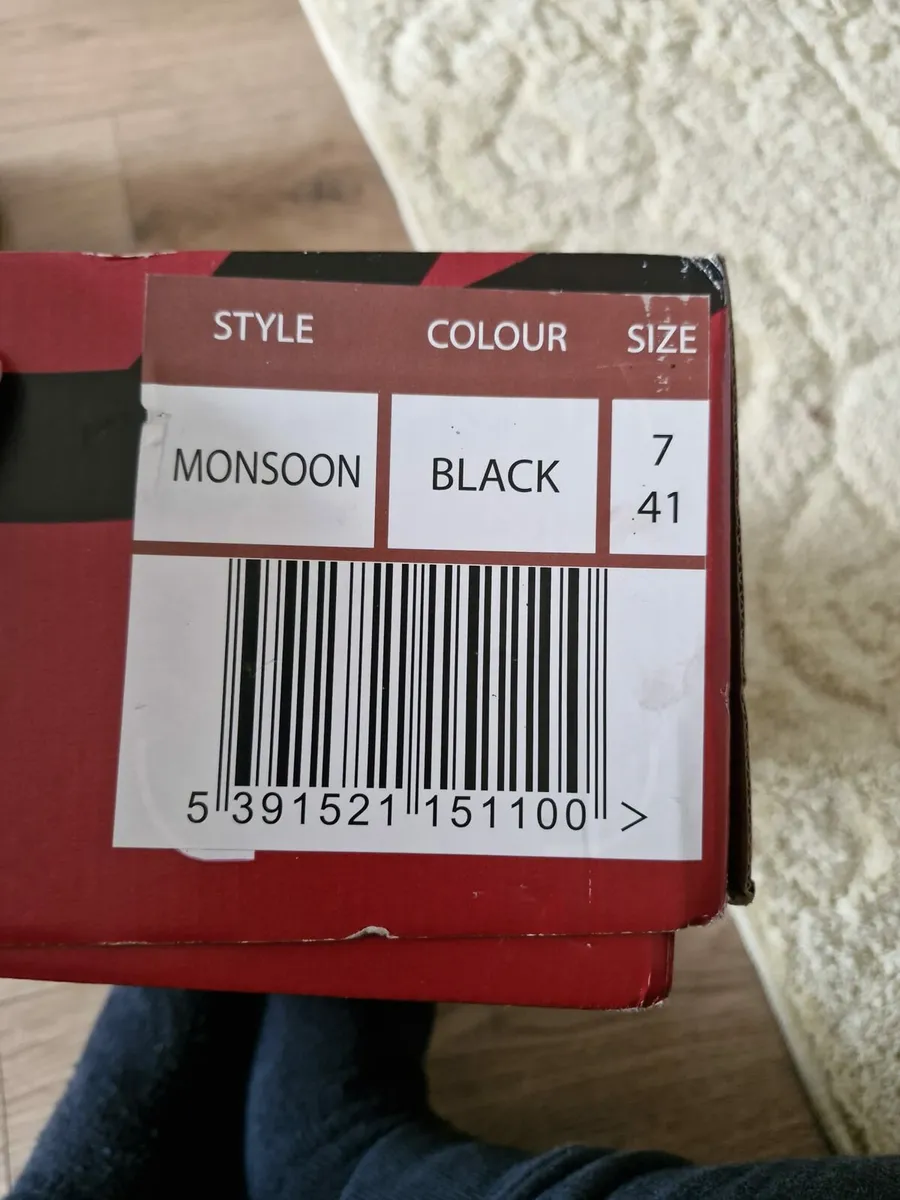 STYLE COLOUR SIZE
MONSOON BLACK 7
41
5 391521 151100 >